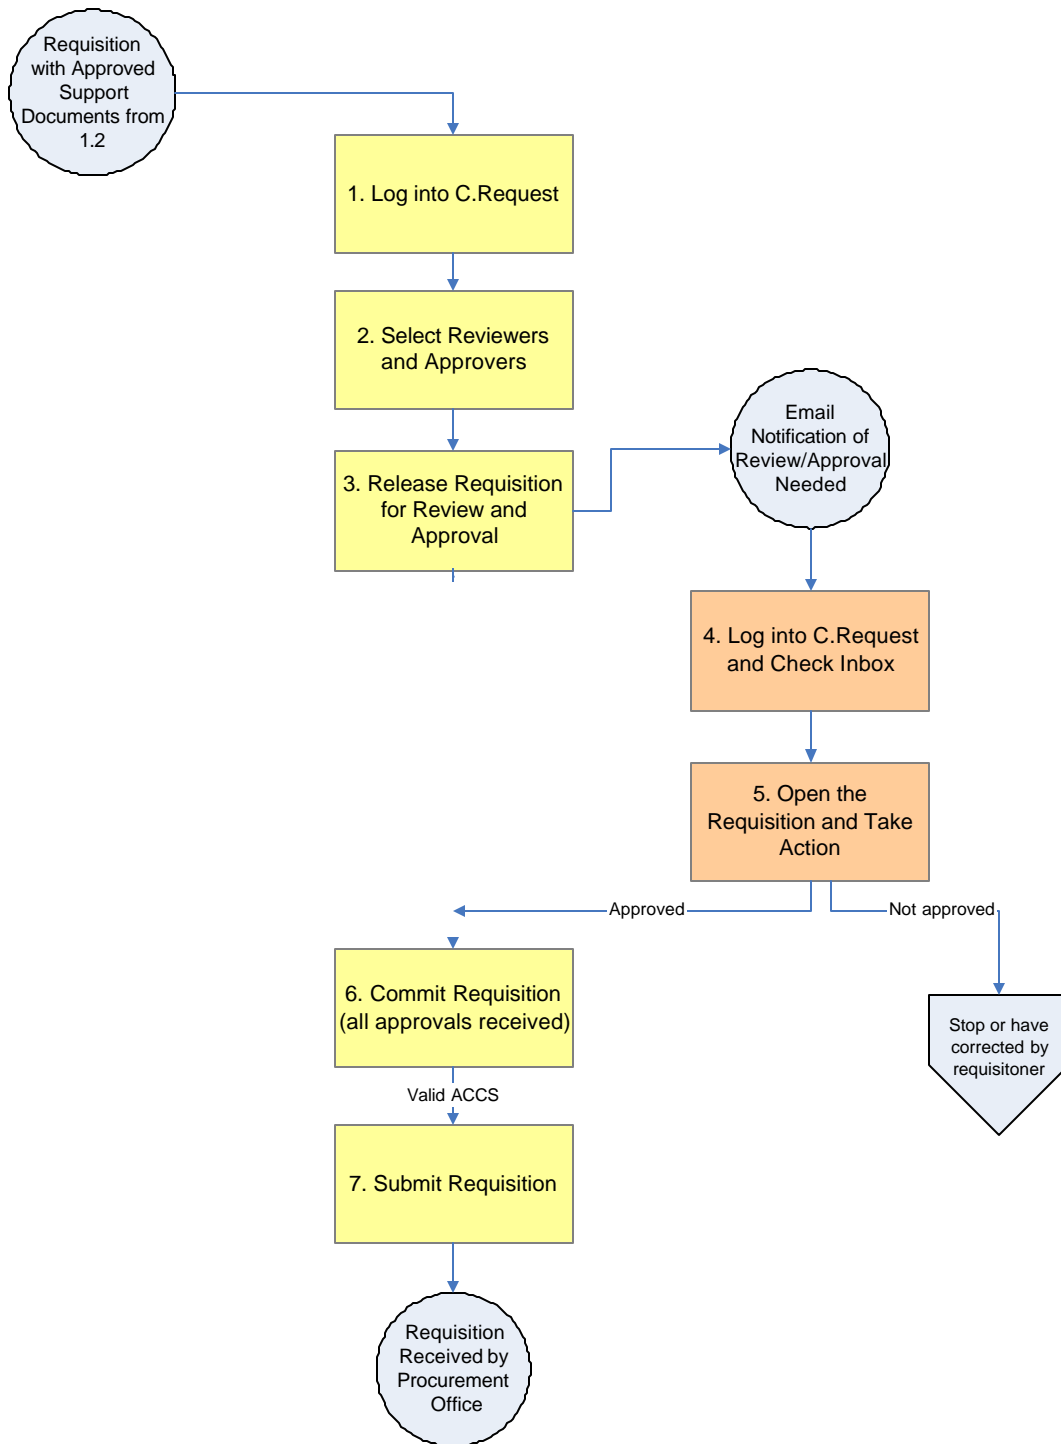 Requisition
with Approved
Support
Documents from
1.2
1. Log into C.Request
2. Select Reviewers
and Approvers
3. Release Requisition
for Review and
Approval
Email
Notification of
Review/Approval
Needed
4. Log into C.Request
and Check Inbox
5. Open the
Requisition and Take
Action
Approved
Not approved
6. Commit Requisition
(all approvals received)
Stop or have
corrected by
requisitoner
Valid ACCS
7. Submit Requisition
Requisition
Received by
Procurement
Office